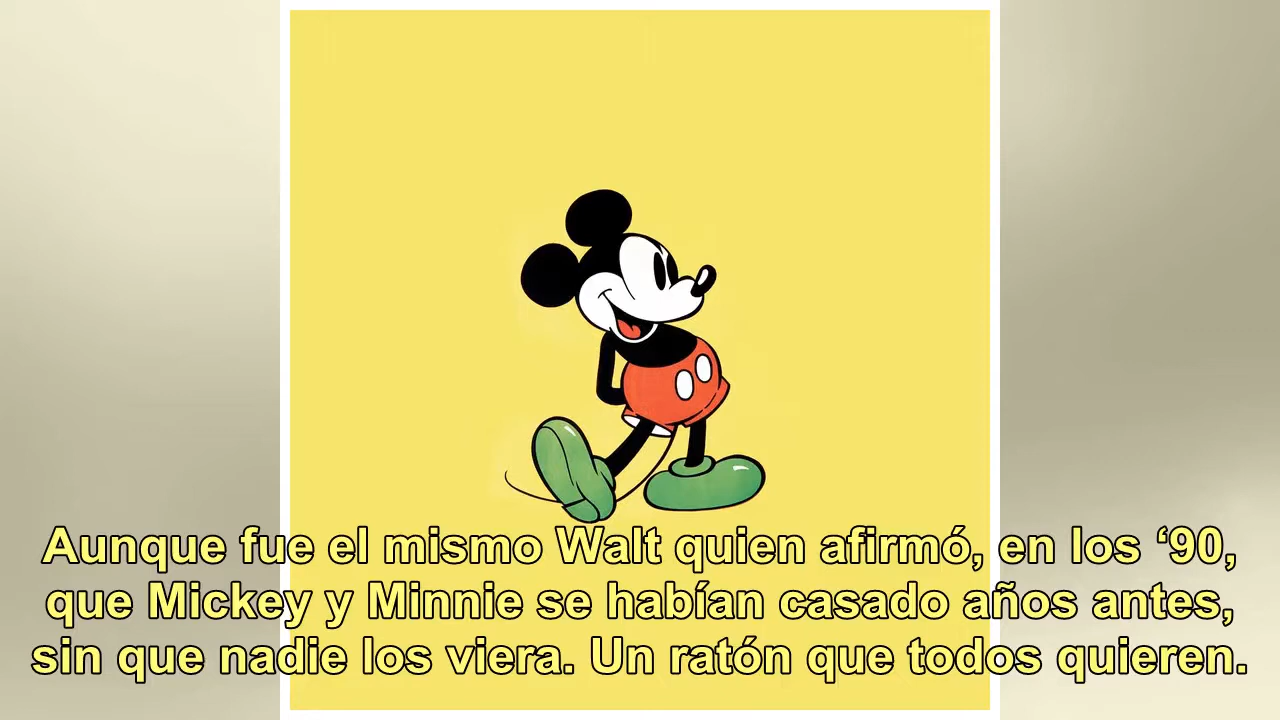 Aunque fue el mismo Walt quien afirmó, en los ‘90,
que Mickey y Minnie se habían casado años antes,
sin que nadie los viera. Un ratón que todos quieren.